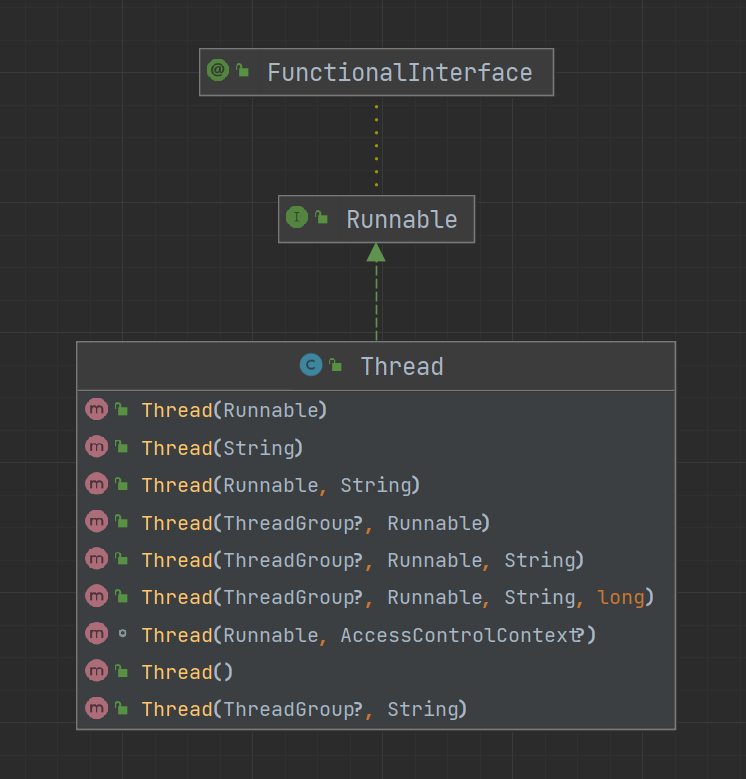 @ FunctionalInterface
I Runnable
C Thread
m Thread(Runnable)
m Thread(String)
m Thread(Runnable, String)
m Thread(ThreadGroup?, Runnable)
m Thread(ThreadGroup?, Runnable, String)
m Thread(ThreadGroup?, Runnable, String, long)
m Thread(Runnable, AccessControlContext?)
m Thread()
m Thread(ThreadGroup?, String)